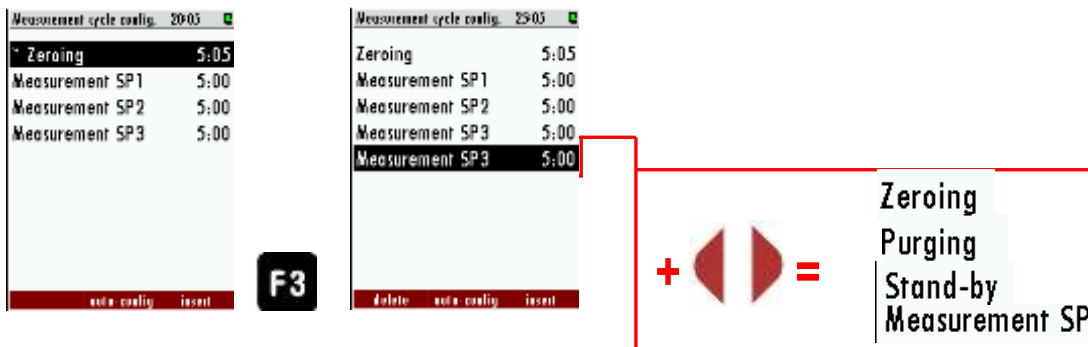 Measurement cycle config. 20:05
Zeroing 5:05
Measurement SP1 5:00
Measurement SP2 5:00
Measurement SP3 5:00
auto-config insert
F3
Measurement cycle config. 25:05
Zeroing 5:05
Measurement SP1 5:00
Measurement SP2 5:00
Measurement SP3 5:00
Measurement SP3 5:00
delete auto-config insert
+ =
Zeroing
Purging
Stand-by
Measurement SP